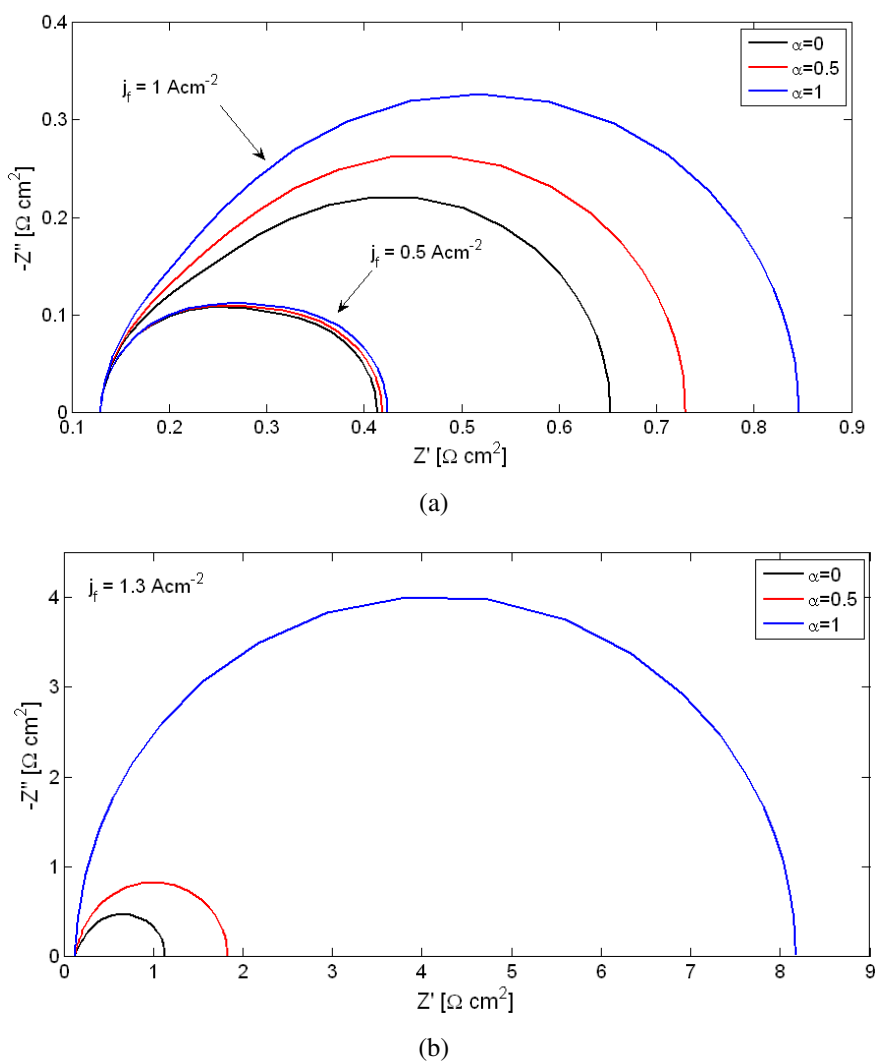 0.4
0.3
0.2
0.1
0
-Z" [Ω cm²]
j_f = 1 Acm⁻²
j_f = 0.5 Acm⁻²
α=0
α=0.5
α=1
0.1 0.2 0.3 0.4 0.5 0.6 0.7 0.8 0.9
Z' [Ω cm²]
(a)
4
3
2
1
0
-Z" [Ω cm²]
j_f = 1.3 Acm⁻²
α=0
α=0.5
α=1
0 1 2 3 4 5 6 7 8 9
Z' [Ω cm²]
(b)